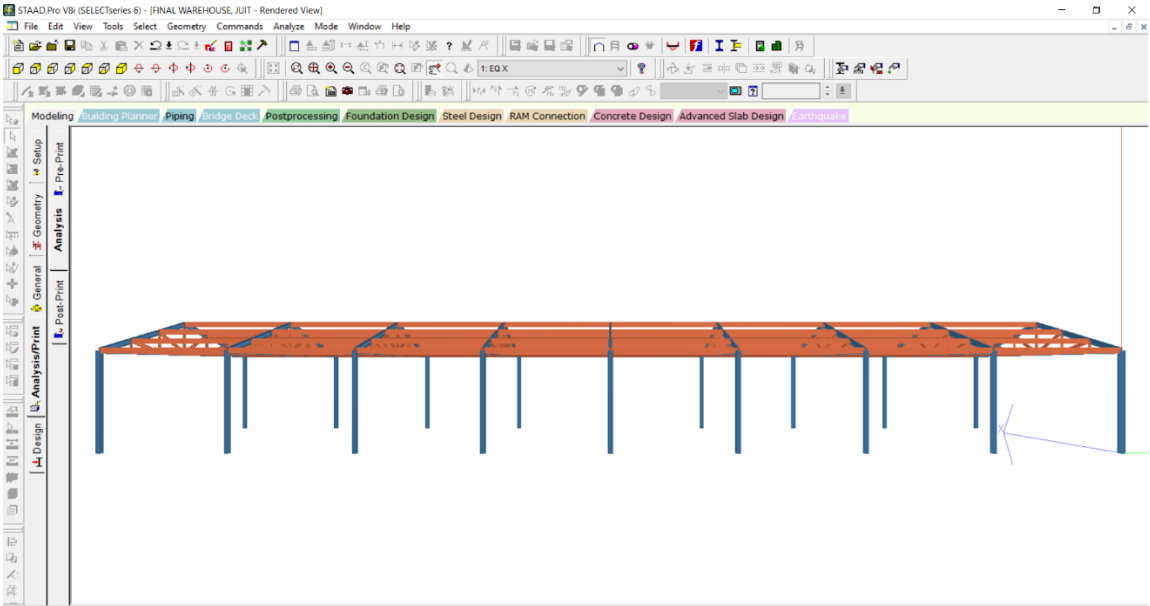 STAAD.Pro V8i (SELECTseries 6) - [FINAL WAREHOUSE, JUIT - Rendered View]
File Edit View Tools Select Geometry Commands Analyze Mode Window Help
1: EQ X
Modeling Building Planner Piping Bridge Deck Postprocessing Foundation Design Steel Design RAM Connection Concrete Design Advanced Slab Design Earthquake
Setup
Geometry
General
Analysis/Print
Design
Pre-Print
Analysis
Post-Print
X